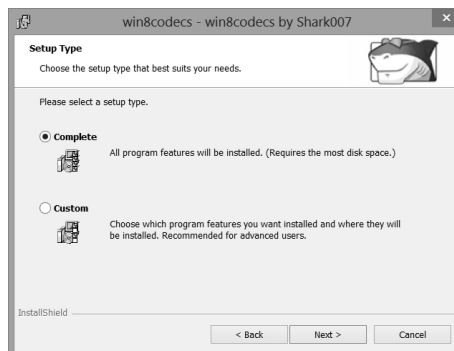 win8codecs - win8codecs by Shark007
Setup Type
Choose the setup type that best suits your needs.
Please select a setup type.
Complete
All program features will be installed. (Requires the most disk space.)
Custom
Choose which program features you want installed and where they will
be installed. Recommended for advanced users.
InstallShield
< Back
Next >
Cancel